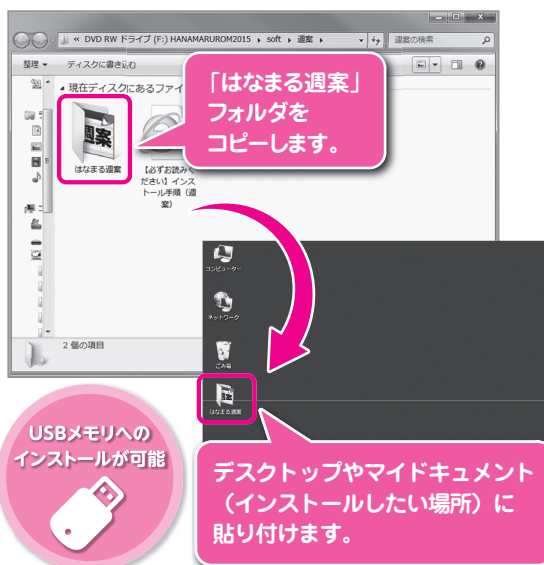 « DVD RW ドライブ (F:) HANAMARUROM2015 ▸ soft ▸ 週案 ▸
週案の検索
整理 ▼ ディスクに書き込む
現在ディスクにあるファイ
「はなまる週案」
フォルダを
コピーします。
はなまる週案
【必ずお読みく
ださい】インス
トール手順（週
案）
2 個の項目
コンピューター
ネットワーク
ごみ箱
はなまる週案
USBメモリへの
インストールが可能
デスクトップやマイドキュメント
（インストールしたい場所）に
貼り付けます。